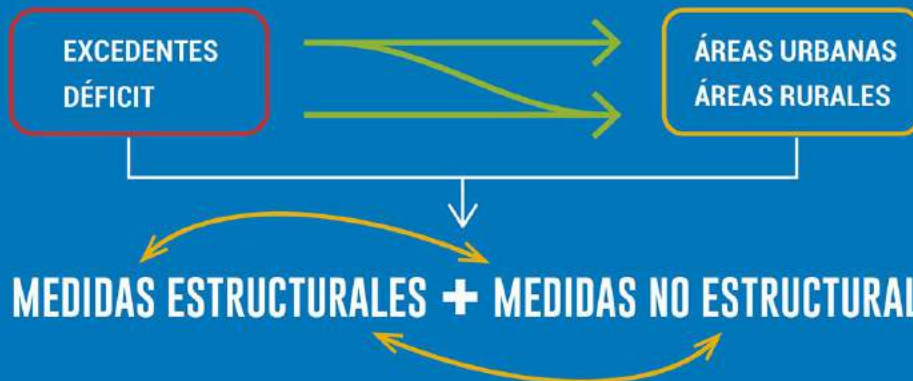 EXCEDENTES
DÉFICIT
ÁREAS URBANAS
ÁREAS RURALES
MEDIDAS ESTRUCTURALES + MEDIDAS NO ESTRUCTURAL